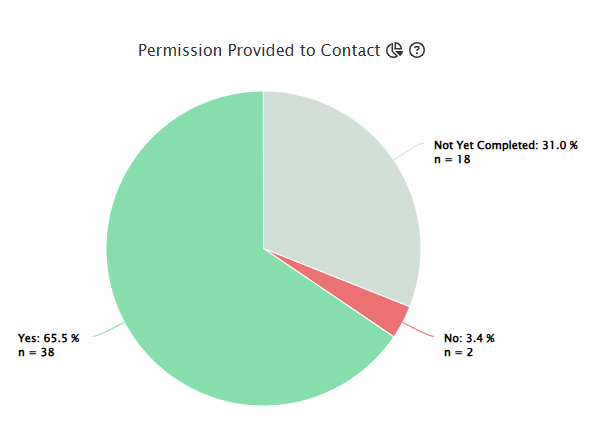 Permission Provided to Contact ?
Not Yet Completed: 31.0 %
n = 18
No: 3.4 %
n = 2
Yes: 65.5 %
n = 38